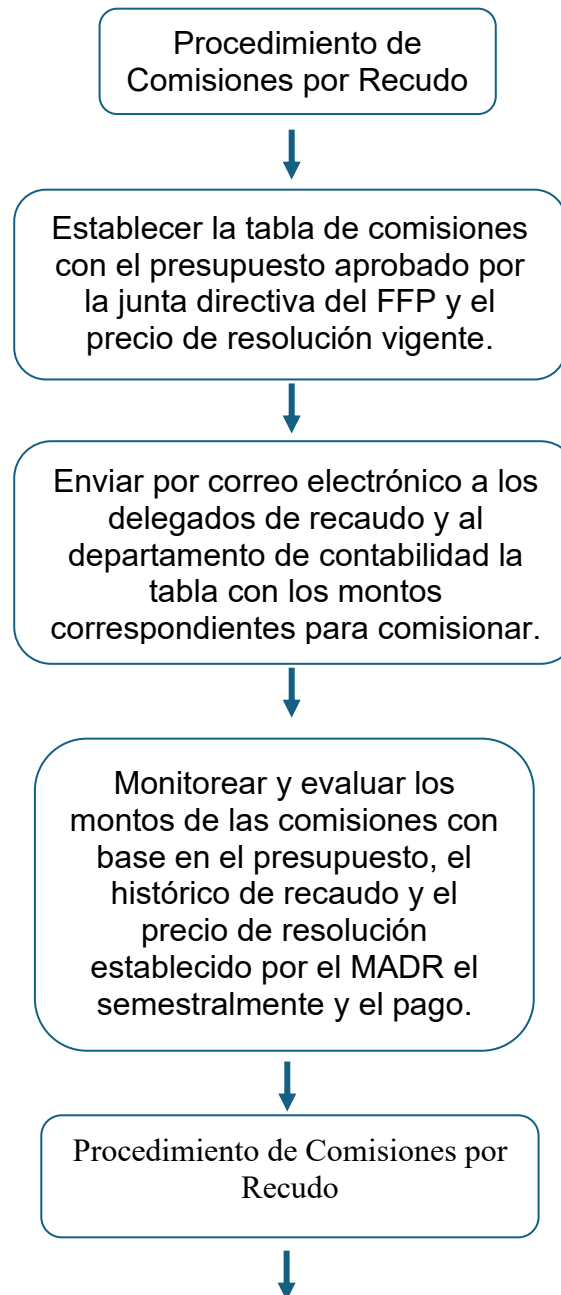 Procedimiento de
Comisiones por Recudo
Establecer la tabla de comisiones
con el presupuesto aprobado por
la junta directiva del FFP y el
precio de resolución vigente.
Enviar por correo electrónico a los
delegados de recaudo y al
departamento de contabilidad la
tabla con los montos
correspondientes para comisionar.
Monitorear y evaluar los
montos de las comisiones con
base en el presupuesto, el
histórico de recaudo y el
precio de resolución
establecido por el MADR el
semestralmente y el pago.
Procedimiento de Comisiones por
Recudo